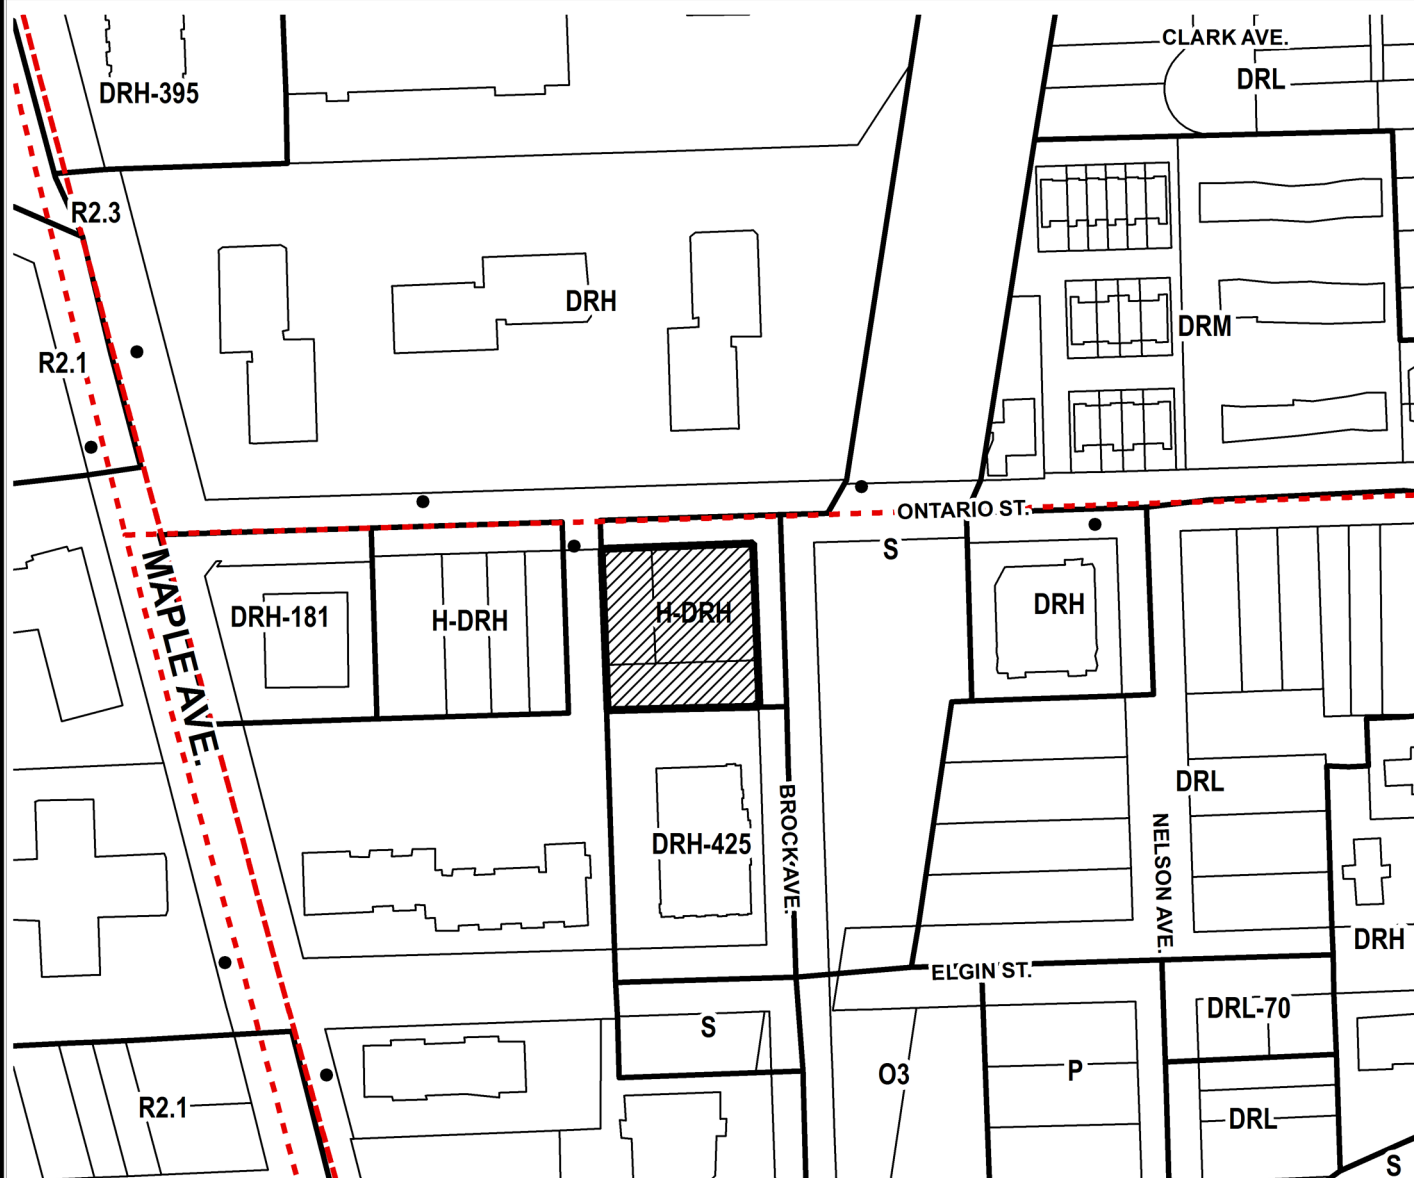 CLARK AVE.
DRL
DRH-395
R2.3
DRH
DRM
R2.1
ONTARIO ST.
S
MAPLE AVE.
DRH-181
H-DRH
H-DRH
DRH
DRL
BROCK AVE.
DRH-425
NELSON AVE.
DRH
ELGIN ST.
DRL-70
S
O3
P
R2.1
DRL
S